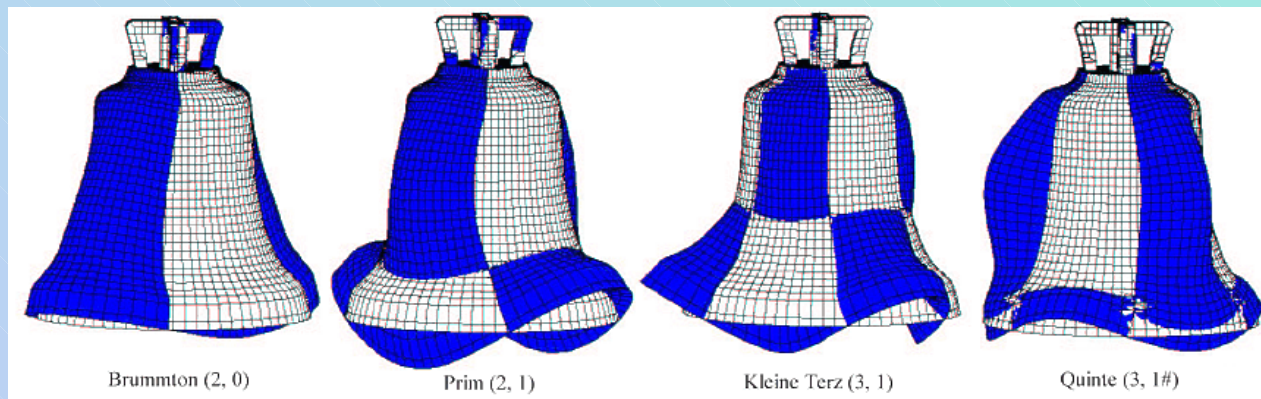 Brummton (2, 0)
Prim (2, 1)
Kleine Terz (3, 1)
Quinte (3, 1#)